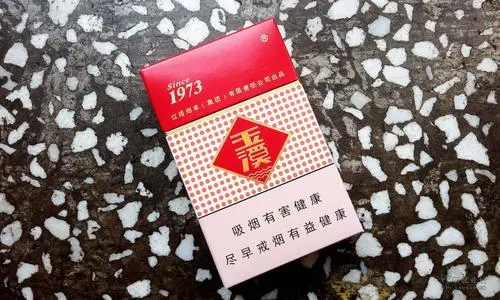 ®
Since
1973
红塔烟草（集团）有限责任公司出品
玉溪
吸烟有害健康
尽早戒烟有益健康